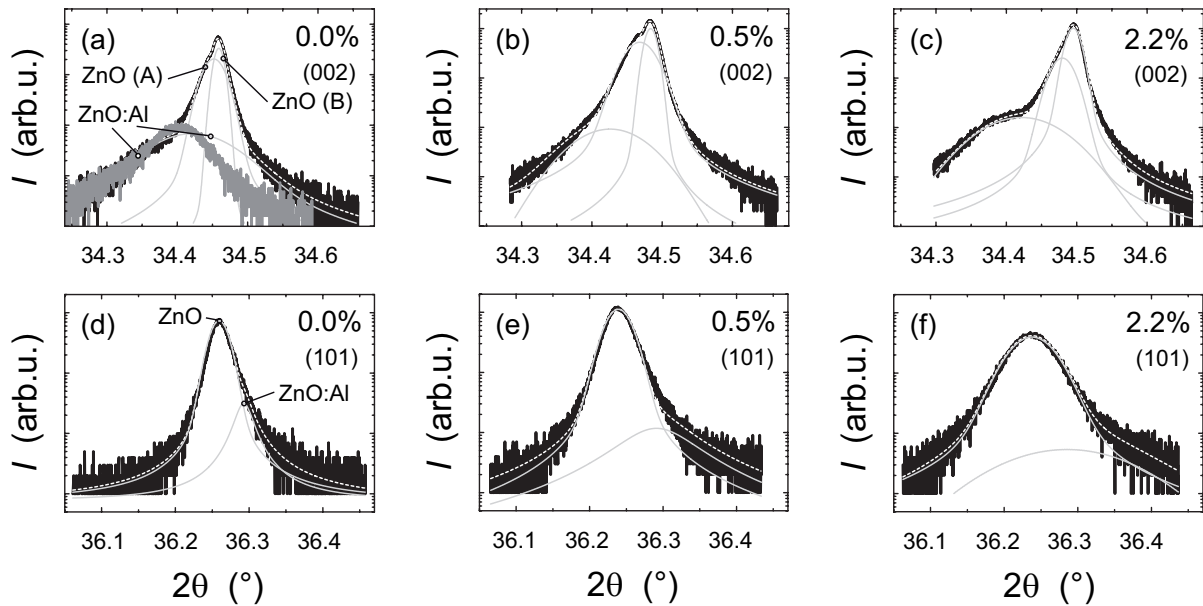 (a) 0.0% (b) 0.5% (c) 2.2%
(002) (002) (002)
ZnO (A)
ZnO (B)
ZnO:Al
I (arb.u.) I (arb.u.) I (arb.u.)
34.3 34.4 34.5 34.6 34.3 34.4 34.5 34.6 34.3 34.4 34.5 34.6
(d) ZnO 0.0% (e) 0.5% (f) 2.2%
(101) (101) (101)
ZnO:Al
I (arb.u.) I (arb.u.) I (arb.u.)
36.1 36.2 36.3 36.4 36.1 36.2 36.3 36.4 36.1 36.2 36.3 36.4
2θ (°) 2θ (°) 2θ (°)